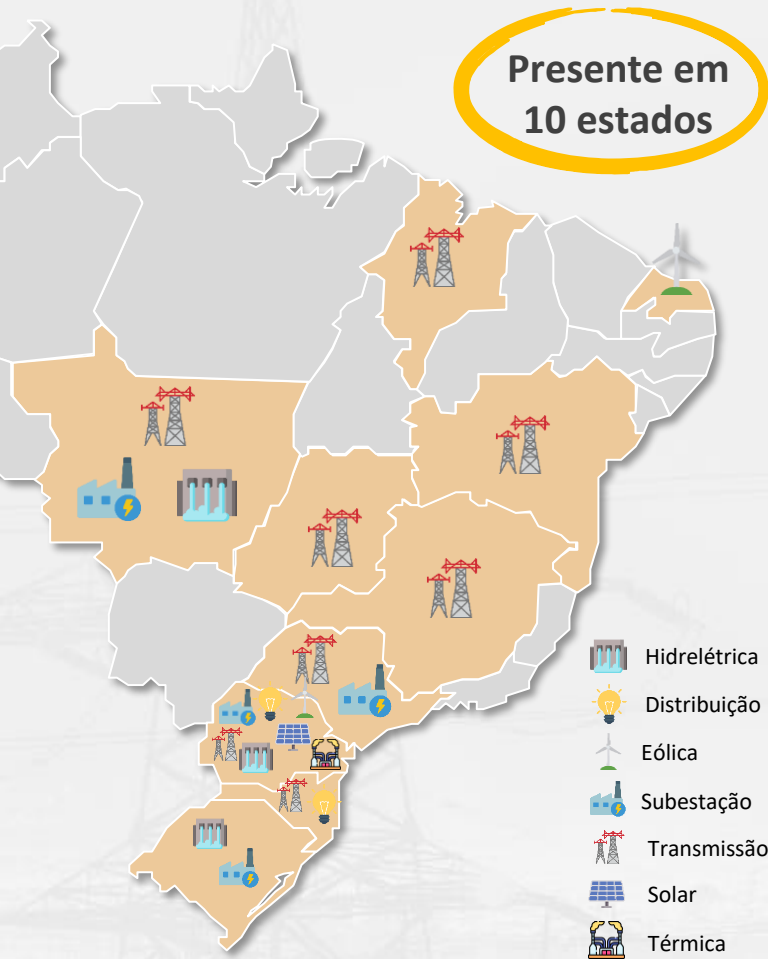 Presente em
10 estados
Hidrelétrica
Distribuição
Eólica
Subestação
Transmissão
Solar
Térmica